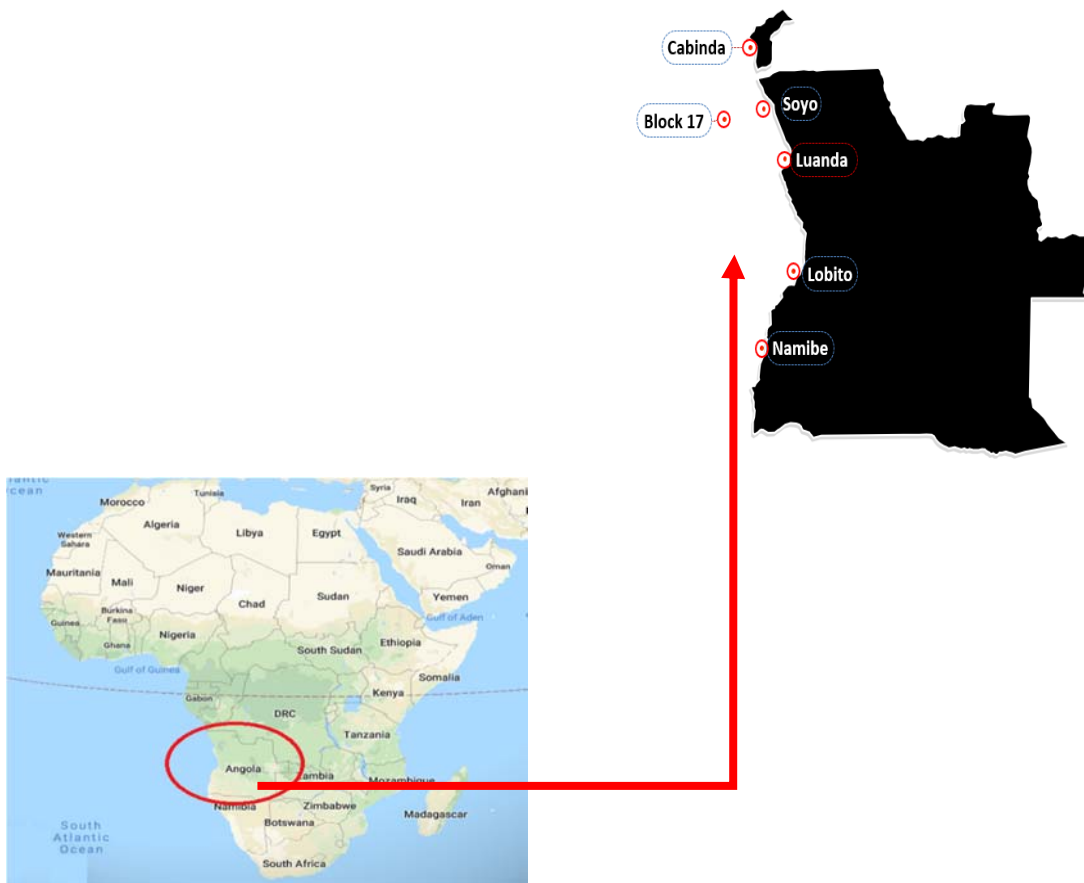 Cabinda
Soyo
Block 17
Luanda
Lobito
Namibe
Ocean
Morocco
Tunisia
Syria
Iraq
Iran
Algeria
Libya
Egypt
Western
Sahara
Saudi Arabia
Oman
Mauritania
Mali
Niger
Chad
Sudan
Yemen
Gulf of Aden
Burkina
Faso
Guinea
Nigeria
Ghana
Ethiopia
South Sudan
Gulf of Guinea
Somalia
Gabon
Kenya
DRC
Tanzania
Angola
Mozambique
Namibia
Zimbabwe
Madagascar
Botswana
South
Atlantic
Ocean
South Africa